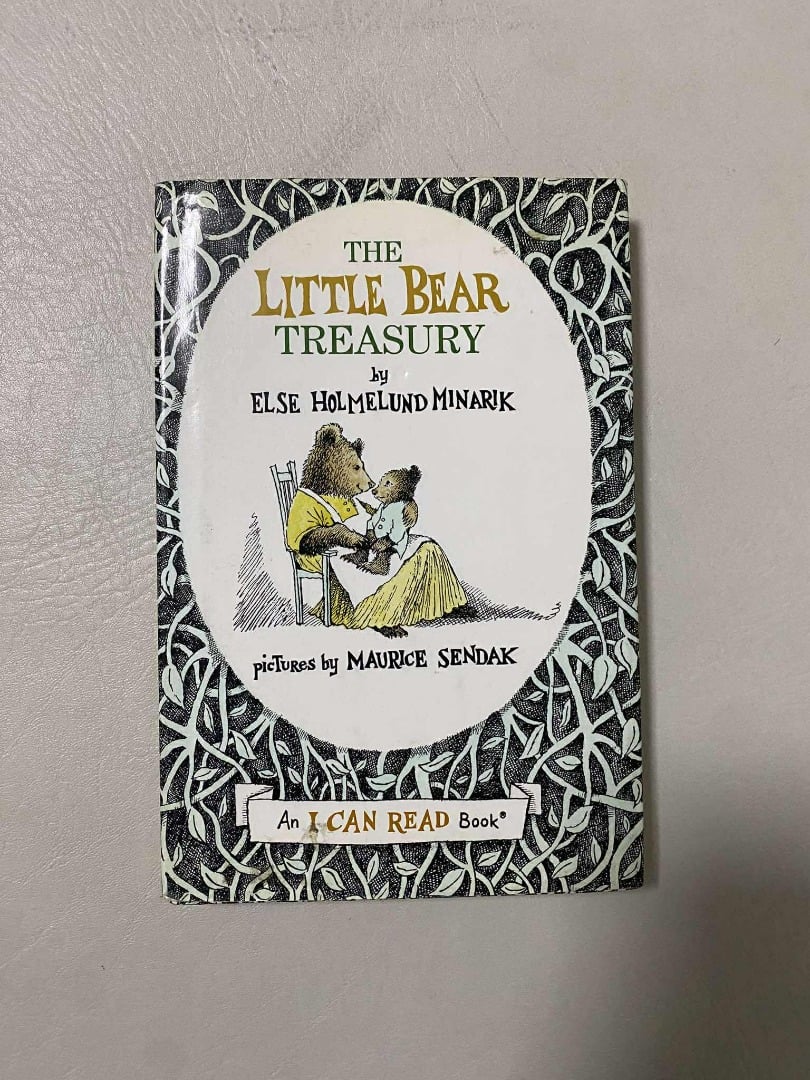 THE
LITTLE BEAR
TREASURY
by
ELSE HOLMELUND MINARIK
picTures by MAURICE SENDAK
An I CAN READ Book®